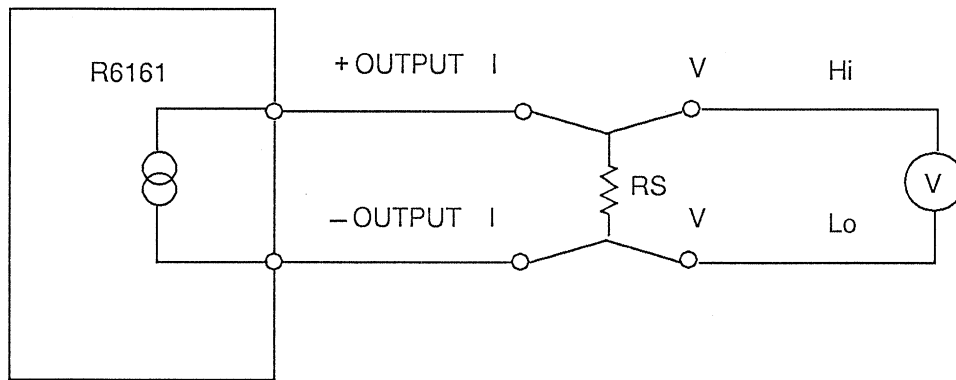 R6161
+ OUTPUT I
V
Hi
RS
V
– OUTPUT I
V
Lo